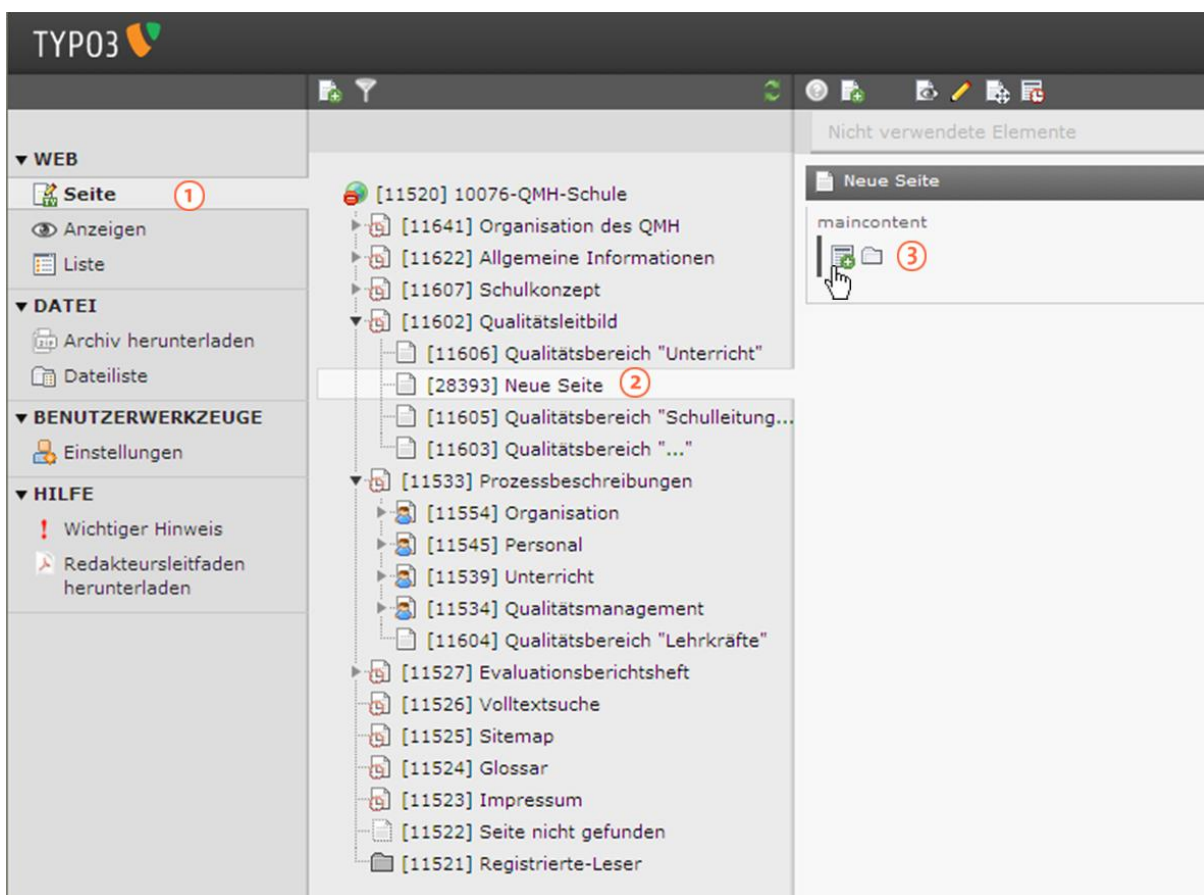 TYPO3
Nicht verwendete Elemente
WEB
Seite
1
Anzeigen
Liste
DATEI
Archiv herunterladen
Dateiliste
BENUTZERWERKZEUGE
Einstellungen
HILFE
Wichtiger Hinweis
Redakteursleitfaden
herunterladen
[11520] 10076-QMH-Schule
[11641] Organisation des QMH
[11622] Allgemeine Informationen
[11607] Schulkonzept
[11602] Qualitätsleitbild
[11606] Qualitätsbereich "Unterricht"
[28393] Neue Seite 2
[11605] Qualitätsbereich "Schulleitung...
[11603] Qualitätsbereich "..."
[11533] Prozessbeschreibungen
[11554] Organisation
[11545] Personal
[11539] Unterricht
[11534] Qualitätsmanagement
[11604] Qualitätsbereich "Lehrkräfte"
[11527] Evaluationsberichtsheft
[11526] Volltextsuche
[11525] Sitemap
[11524] Glossar
[11523] Impressum
[11522] Seite nicht gefunden
[11521] Registrierte-Leser
Neue Seite
maincontent
3